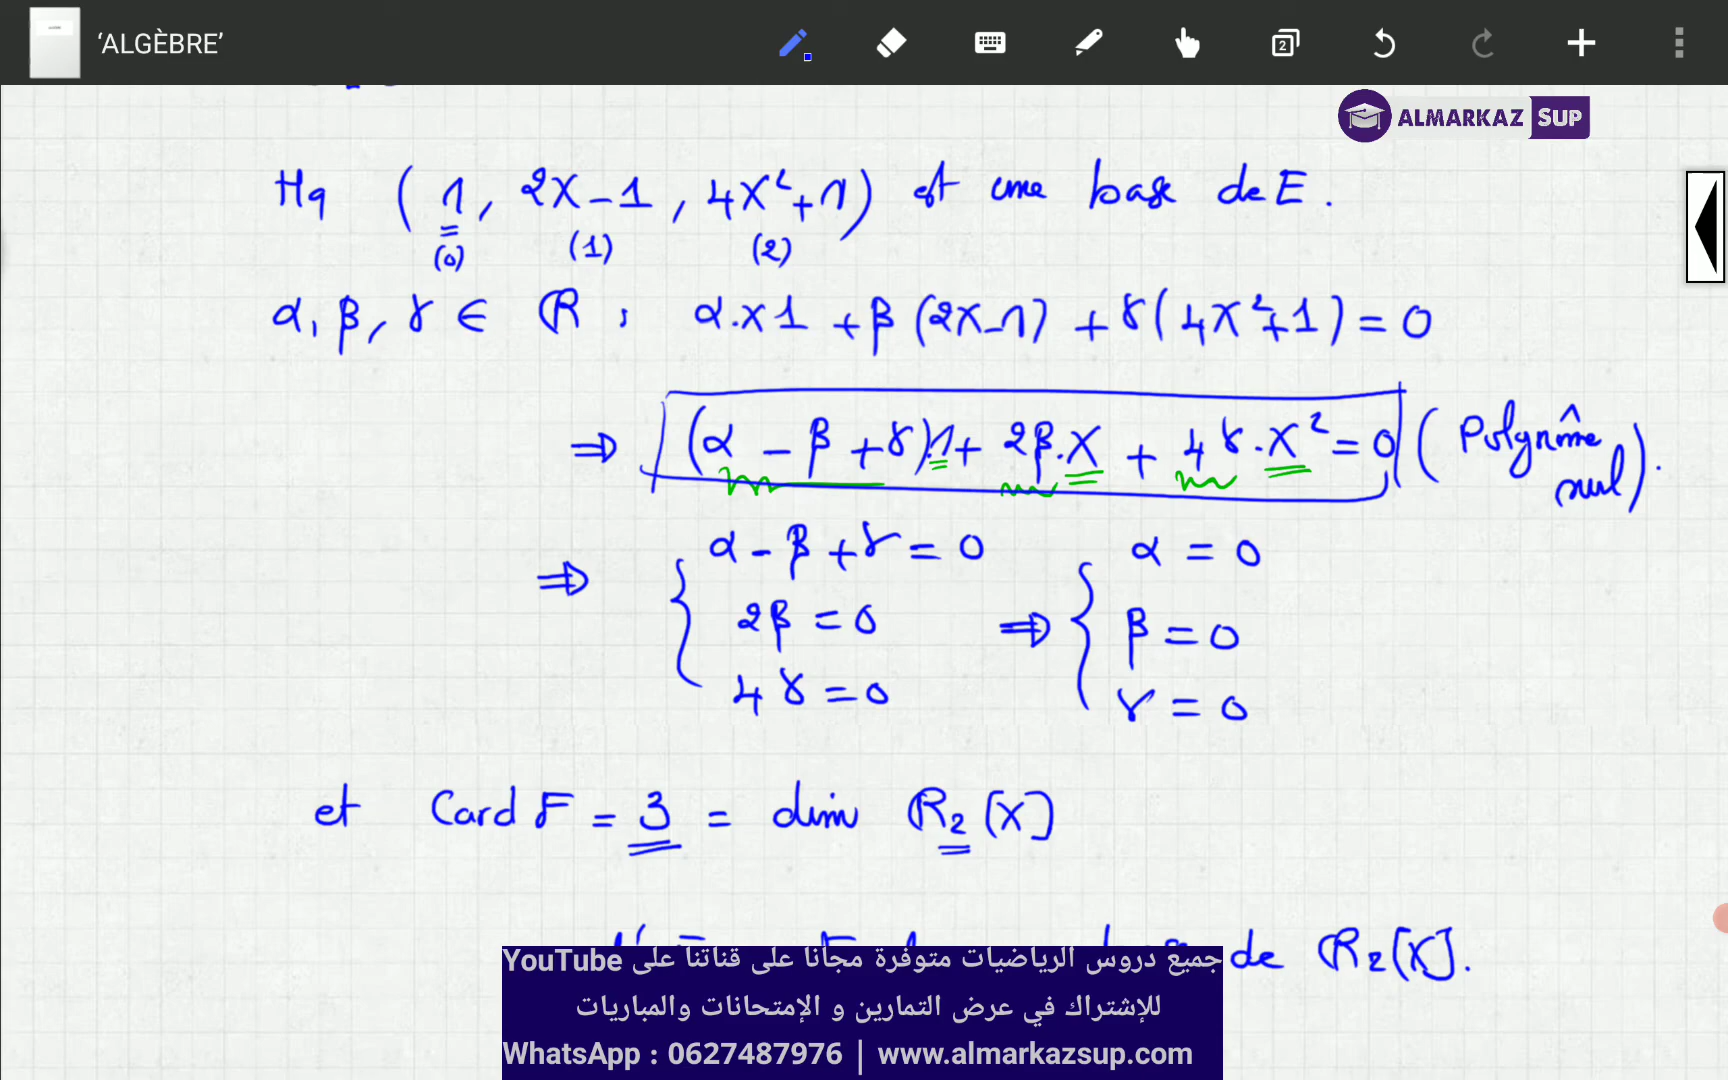 ‘ALGÈBRE’
2
ALMARKAZ SUP
Mq (1, 2X-1, 4X²+1) est une base de E.
(0) (1) (2)
α, β, γ ∈ ℝ : α.x1 + β(2X-1) + γ(4X²+1) = 0
⇒ (α - β + γ).1 + 2β.X + 4γ.X² = 0 (Polynôme nul).
⇒ { α - β + γ = 0 ⇒ { α = 0
2β = 0 β = 0
4γ = 0 γ = 0
et Card F = 3 = dim ℝ₂[X]
de ℝ₂[X].
جميع دروس الرياضيات متوفرة مجانا على قناتنا على YouTube
للإشتراك في عرض التمارين و الإمتحانات والمباريات
WhatsApp : 0627487976 | www.almarkazsup.com